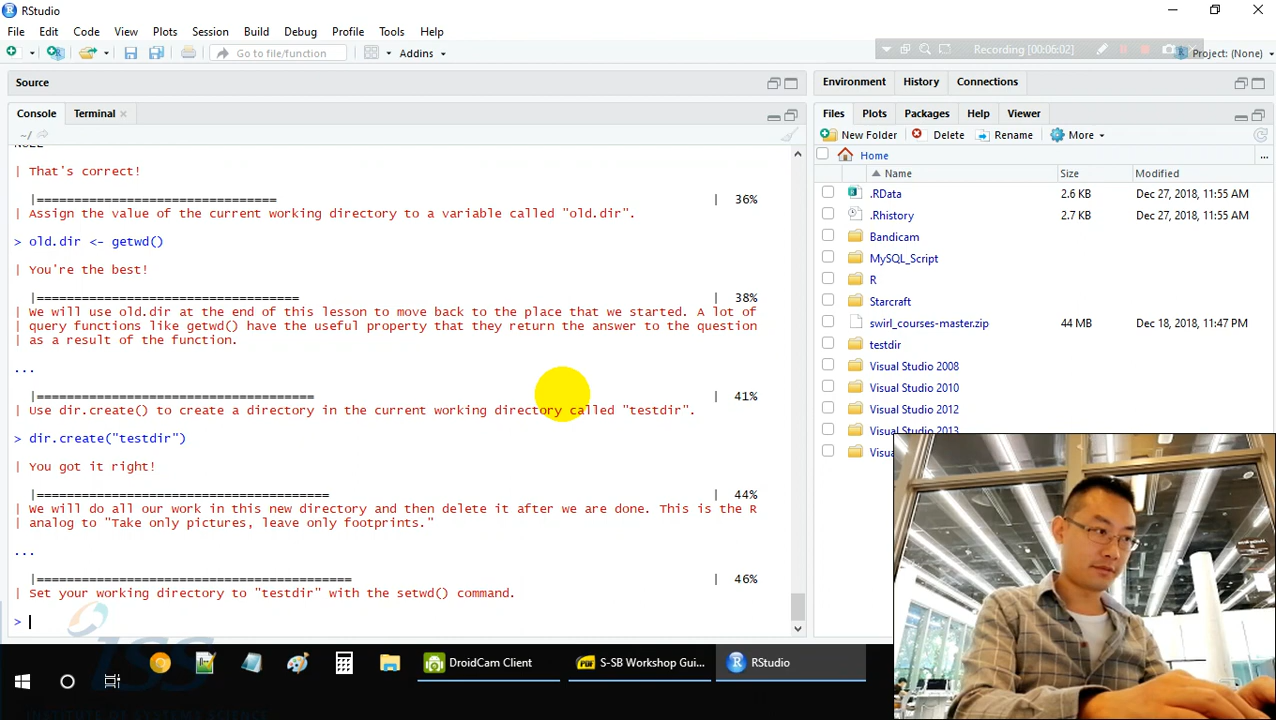 RStudio
File Edit Code View Plots Session Build Debug Profile Tools Help
Go to file/function Addins Recording [00:06:02] Project: (None)
Source
Environment History Connections
Console Terminal
Files Plots Packages Help Viewer
~/
New Folder Delete Rename More
Home
Name Size Modified
| That's correct!
|================================ | 36%
| Assign the value of the current working directory to a variable called "old.dir".
> old.dir <- getwd()
| You're the best!
|=================================== | 38%
| We will use old.dir at the end of this lesson to move back to the place that we started. A lot of
| query functions like getwd() have the useful property that they return the answer to the question
| as a result of the function.
...
|===================================== | 41%
| Use dir.create() to create a directory in the current working directory called "testdir".
> dir.create("testdir")
| You got it right!
|======================================= | 44%
| We will do all our work in this new directory and then delete it after we are done. This is the R
| analog to "Take only pictures, leave only footprints."
...
|========================================== | 46%
| Set your working directory to "testdir" with the setwd() command.
>
.RData 2.6 KB Dec 27, 2018, 11:55 AM
.Rhistory 2.7 KB Dec 27, 2018, 11:55 AM
Bandicam
MySQL_Script
R
Starcraft
swirl_courses-master.zip 44 MB Dec 18, 2018, 11:47 PM
testdir
Visual Studio 2008
Visual Studio 2010
Visual Studio 2012
Visual Studio 2013
ISS
DroidCam Client S-SB Workshop Gui... RStudio